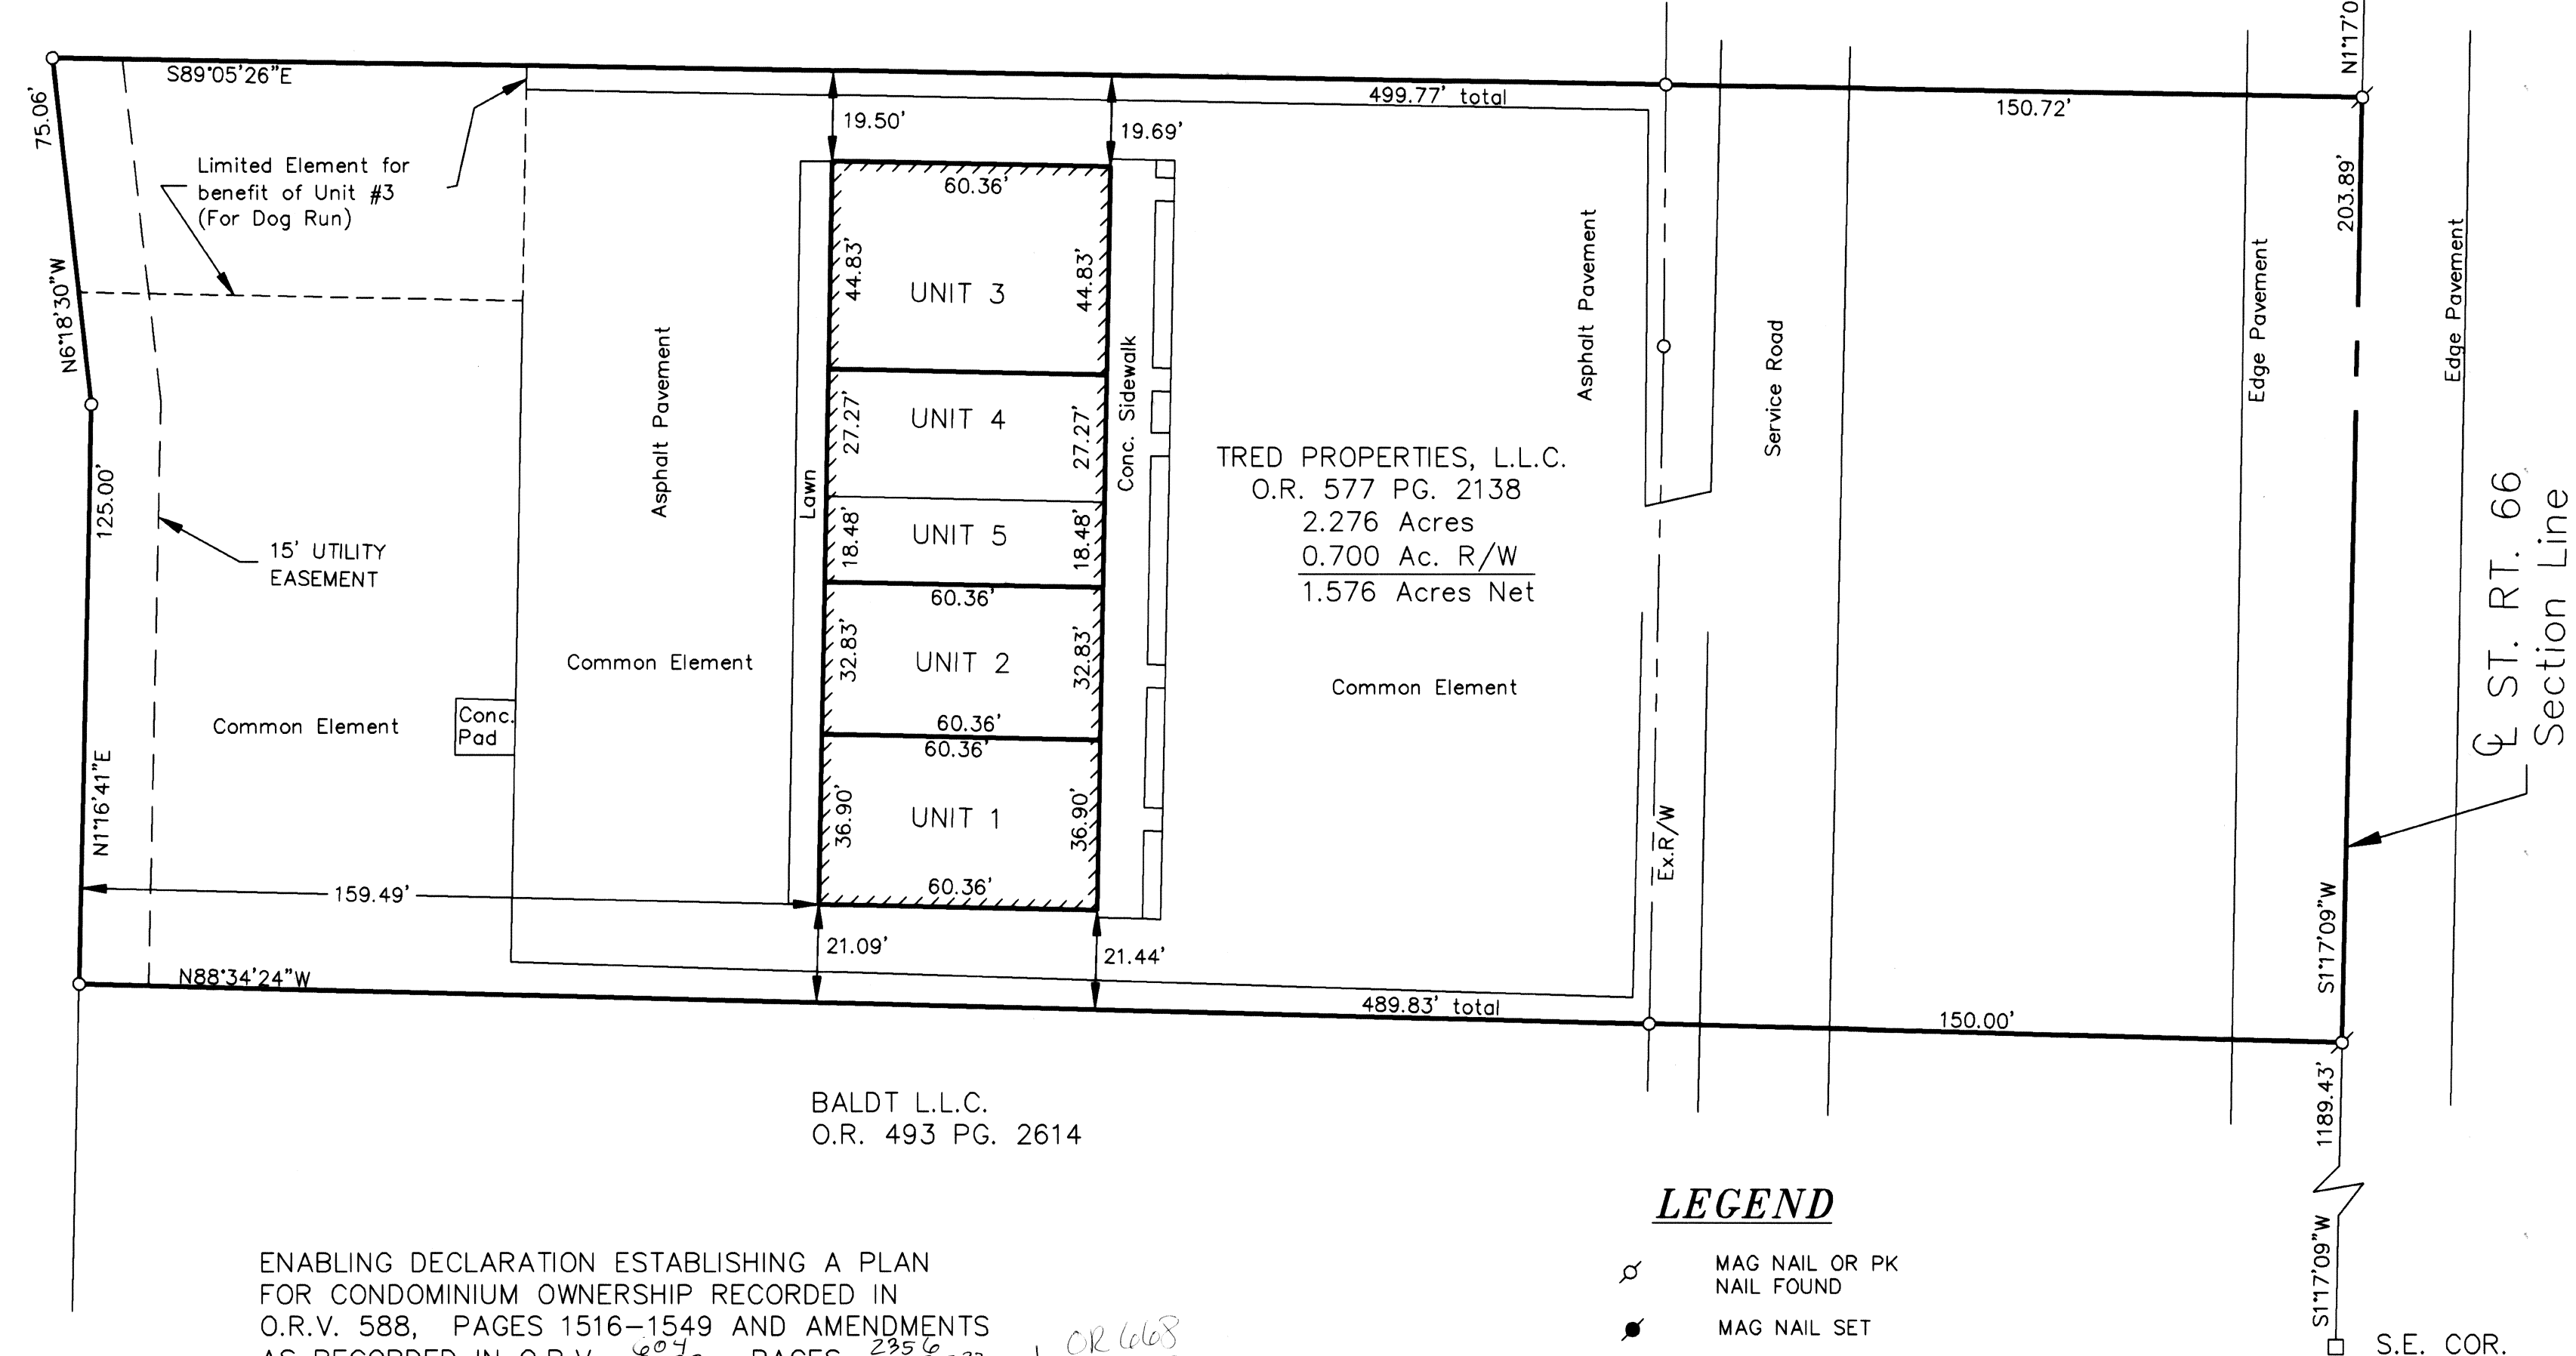 N1°17'0
S89°05'26"E
499.77' total
150.72'
75.06'
19.50'
19.69'
Limited Element for
benefit of Unit #3
(For Dog Run)
60.36'
203.89'
N6°18'30"W
44.83'
UNIT 3
44.83'
Asphalt Pavement
Asphalt Pavement
Service Road
Edge Pavement
Edge Pavement
27.27'
UNIT 4
27.27'
Conc. Sidewalk
Lawn
125.00'
15' UTILITY
EASEMENT
18.48'
UNIT 5
18.48'
60.36'
TRED PROPERTIES, L.L.C.
O.R. 577 PG. 2138
2.276 Acres
0.700 Ac. R/W
1.576 Acres Net
℄ ST. RT. 66
Section Line
Common Element
Common Element
Common Element
Conc.
Pad
32.83'
UNIT 2
32.83'
60.36'
60.36'
N1°16'41"E
36.90'
UNIT 1
36.90'
60.36'
Ex.R/W
159.49'
S1°17'09"W
21.09'
21.44'
N88°34'24"W
489.83' total
150.00'
1189.43'
BALDT L.L.C.
O.R. 493 PG. 2614
LEGEND
MAG NAIL OR PK
NAIL FOUND
MAG NAIL SET
S1°17'09"W
S.E. COR.
ENABLING DECLARATION ESTABLISHING A PLAN
FOR CONDOMINIUM OWNERSHIP RECORDED IN
O.R.V. 588, PAGES 1516-1549 AND AMENDMENTS
AS RECORDED IN O.R.V. 604 PAGES 2356
OR 668